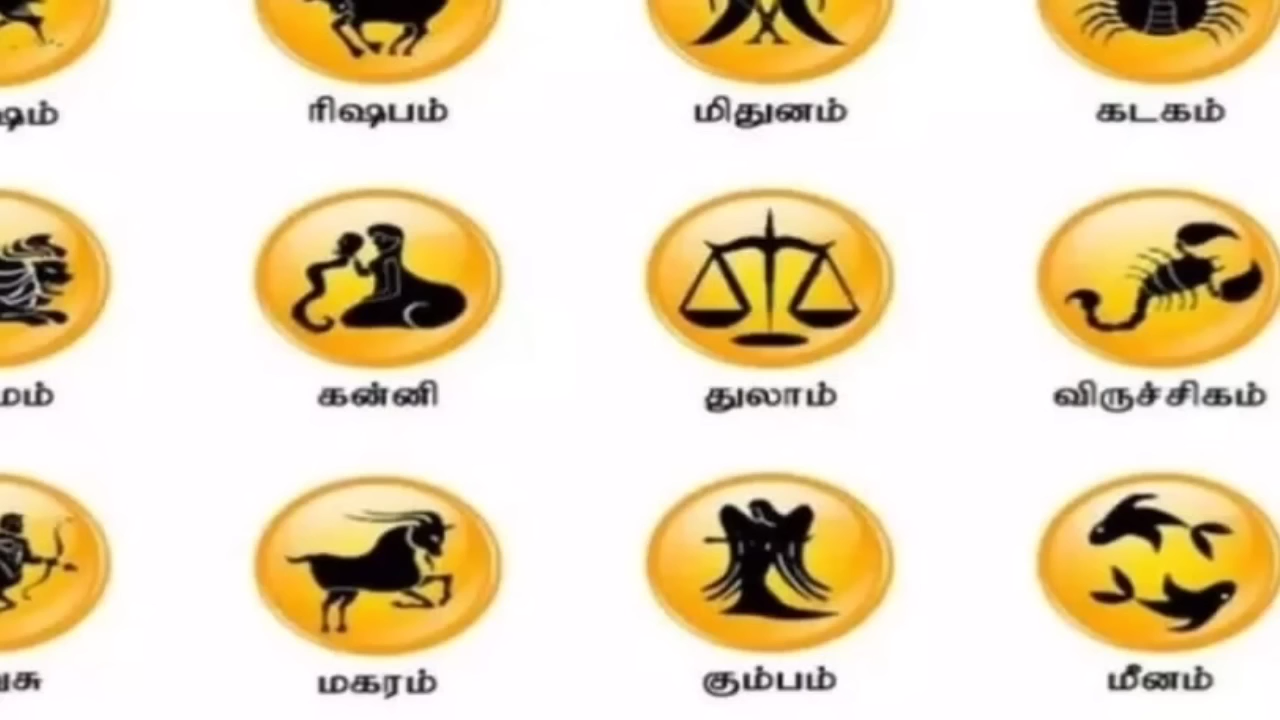 ரிஷபம் மிதுனம் கடகம்
கன்னி துலாம் விருச்சிகம்
மகரம் கும்பம் மீனம்